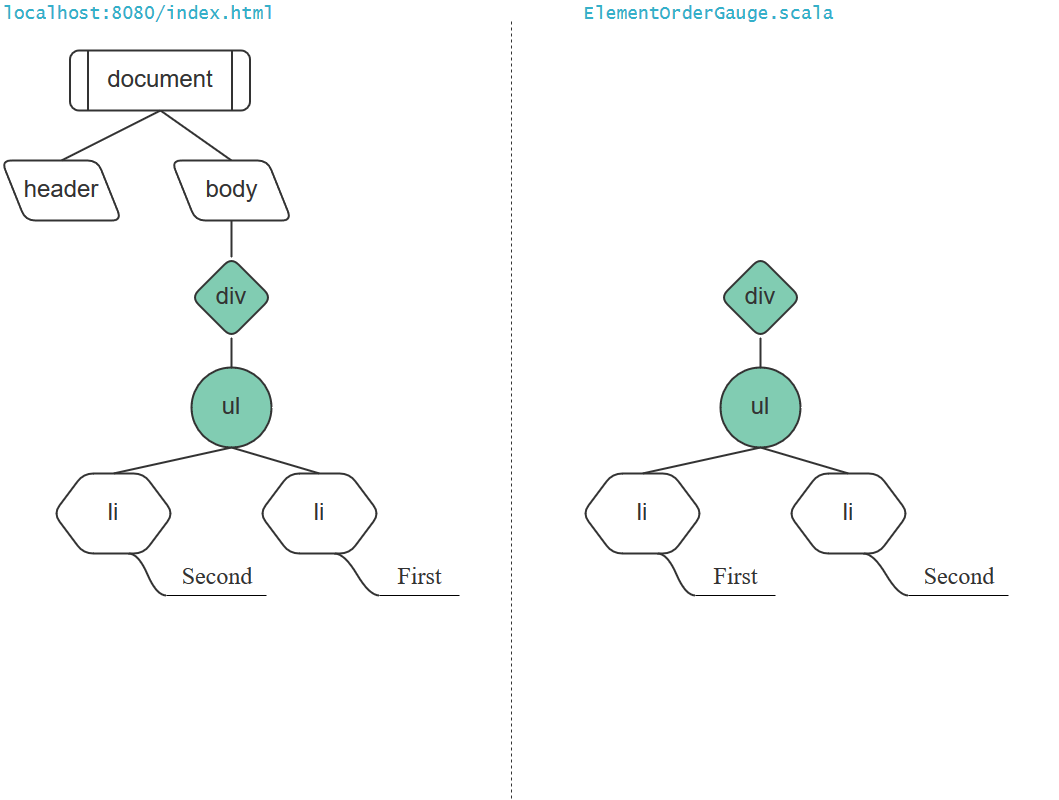 localhost:8080/index.html
document
header
body
div
ul
li
li
Second
First
ElementOrderGauge.scala
div
ul
li
li
First
Second